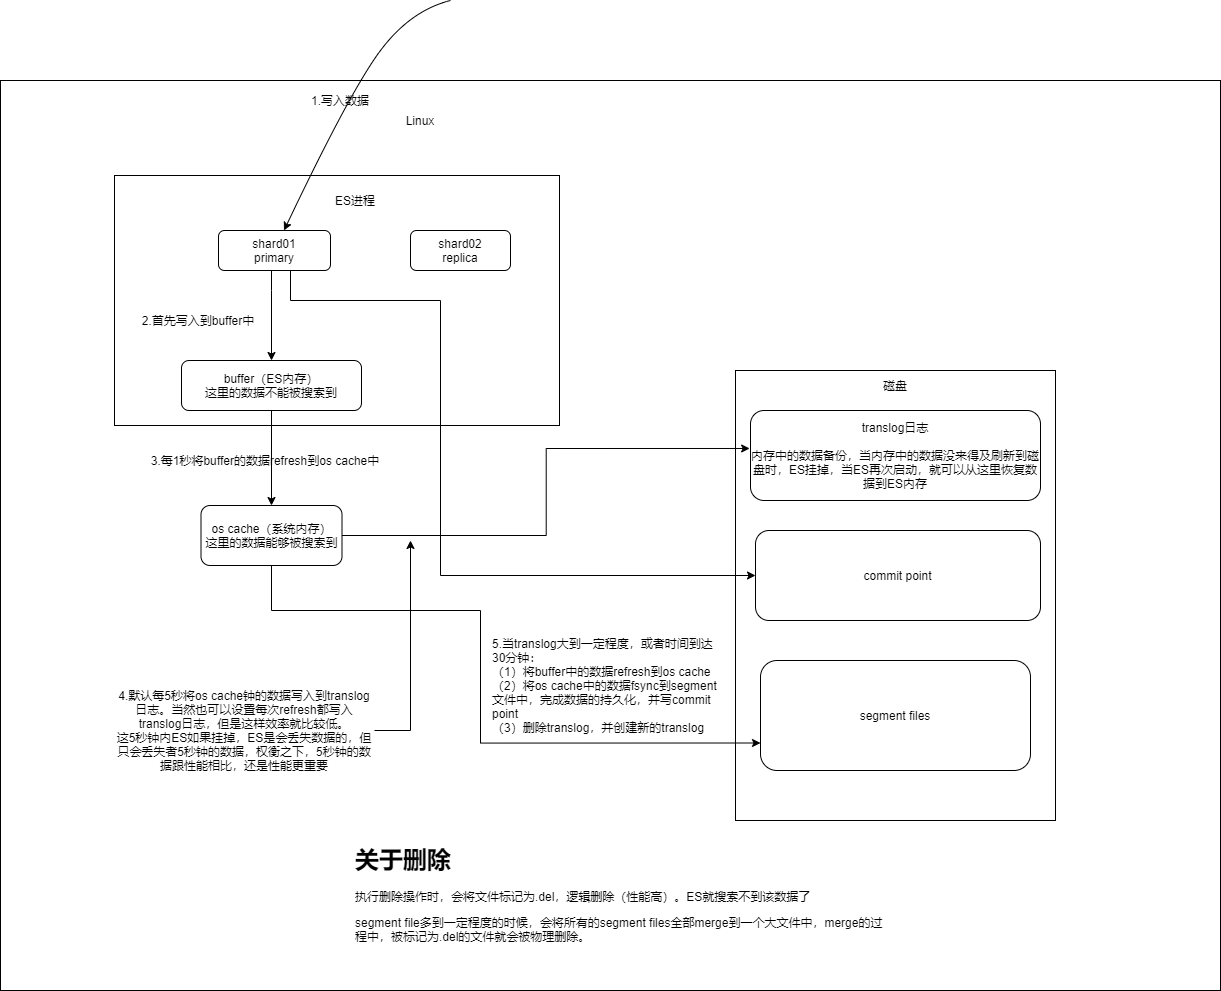 1.写入数据
Linux
ES进程
shard01
primary
shard02
replica
2.首先写入到buffer中
buffer（ES内存）
这里的数据不能被搜索到
3.每1秒将buffer的数据refresh到os cache中
os cache（系统内存）
这里的数据能够被搜索到
磁盘
translog日志
内存中的数据备份，当内存中的数据没来得及刷新到磁
盘时，ES挂掉，当ES再次启动，就可以从这里恢复数
据到ES内存
commit point
segment files
4.默认每5秒将os cache钟的数据写入到translog
日志。当然也可以设置每次refresh都写入
translog日志，但是这样效率就比较低。
这5秒钟内ES如果挂掉，ES是会丢失数据的，但
只会丢失者5秒钟的数据，权衡之下，5秒钟的数
据跟性能相比，还是性能更重要
5.当translog大到一定程度，或者时间到达
30分钟：
（1）将buffer中的数据refresh到os cache
（2）将os cache中的数据fsync到segment
文件中，完成数据的持久化，并写commit
point
（3）删除translog，并创建新的translog
关于删除
执行删除操作时，会将文件标记为.del，逻辑删除（性能高）。ES就搜索不到该数据了
segment file多到一定程度的时候，会将所有的segment files全部merge到一个大文件中，merge的过
程中，被标记为.del的文件就会被物理删除。